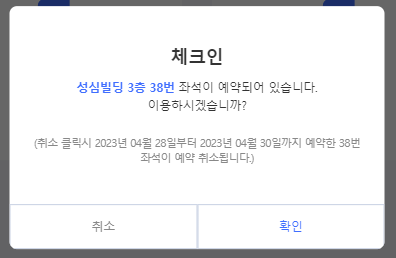 체크인
성심빌딩 3층 38번 좌석이 예약되어 있습니다.
이용하시겠습니까?
(취소 클릭시 2023년 04월 28일부터 2023년 04월 30일까지 예약한 38번
좌석이 예약 취소됩니다.)
취소
확인